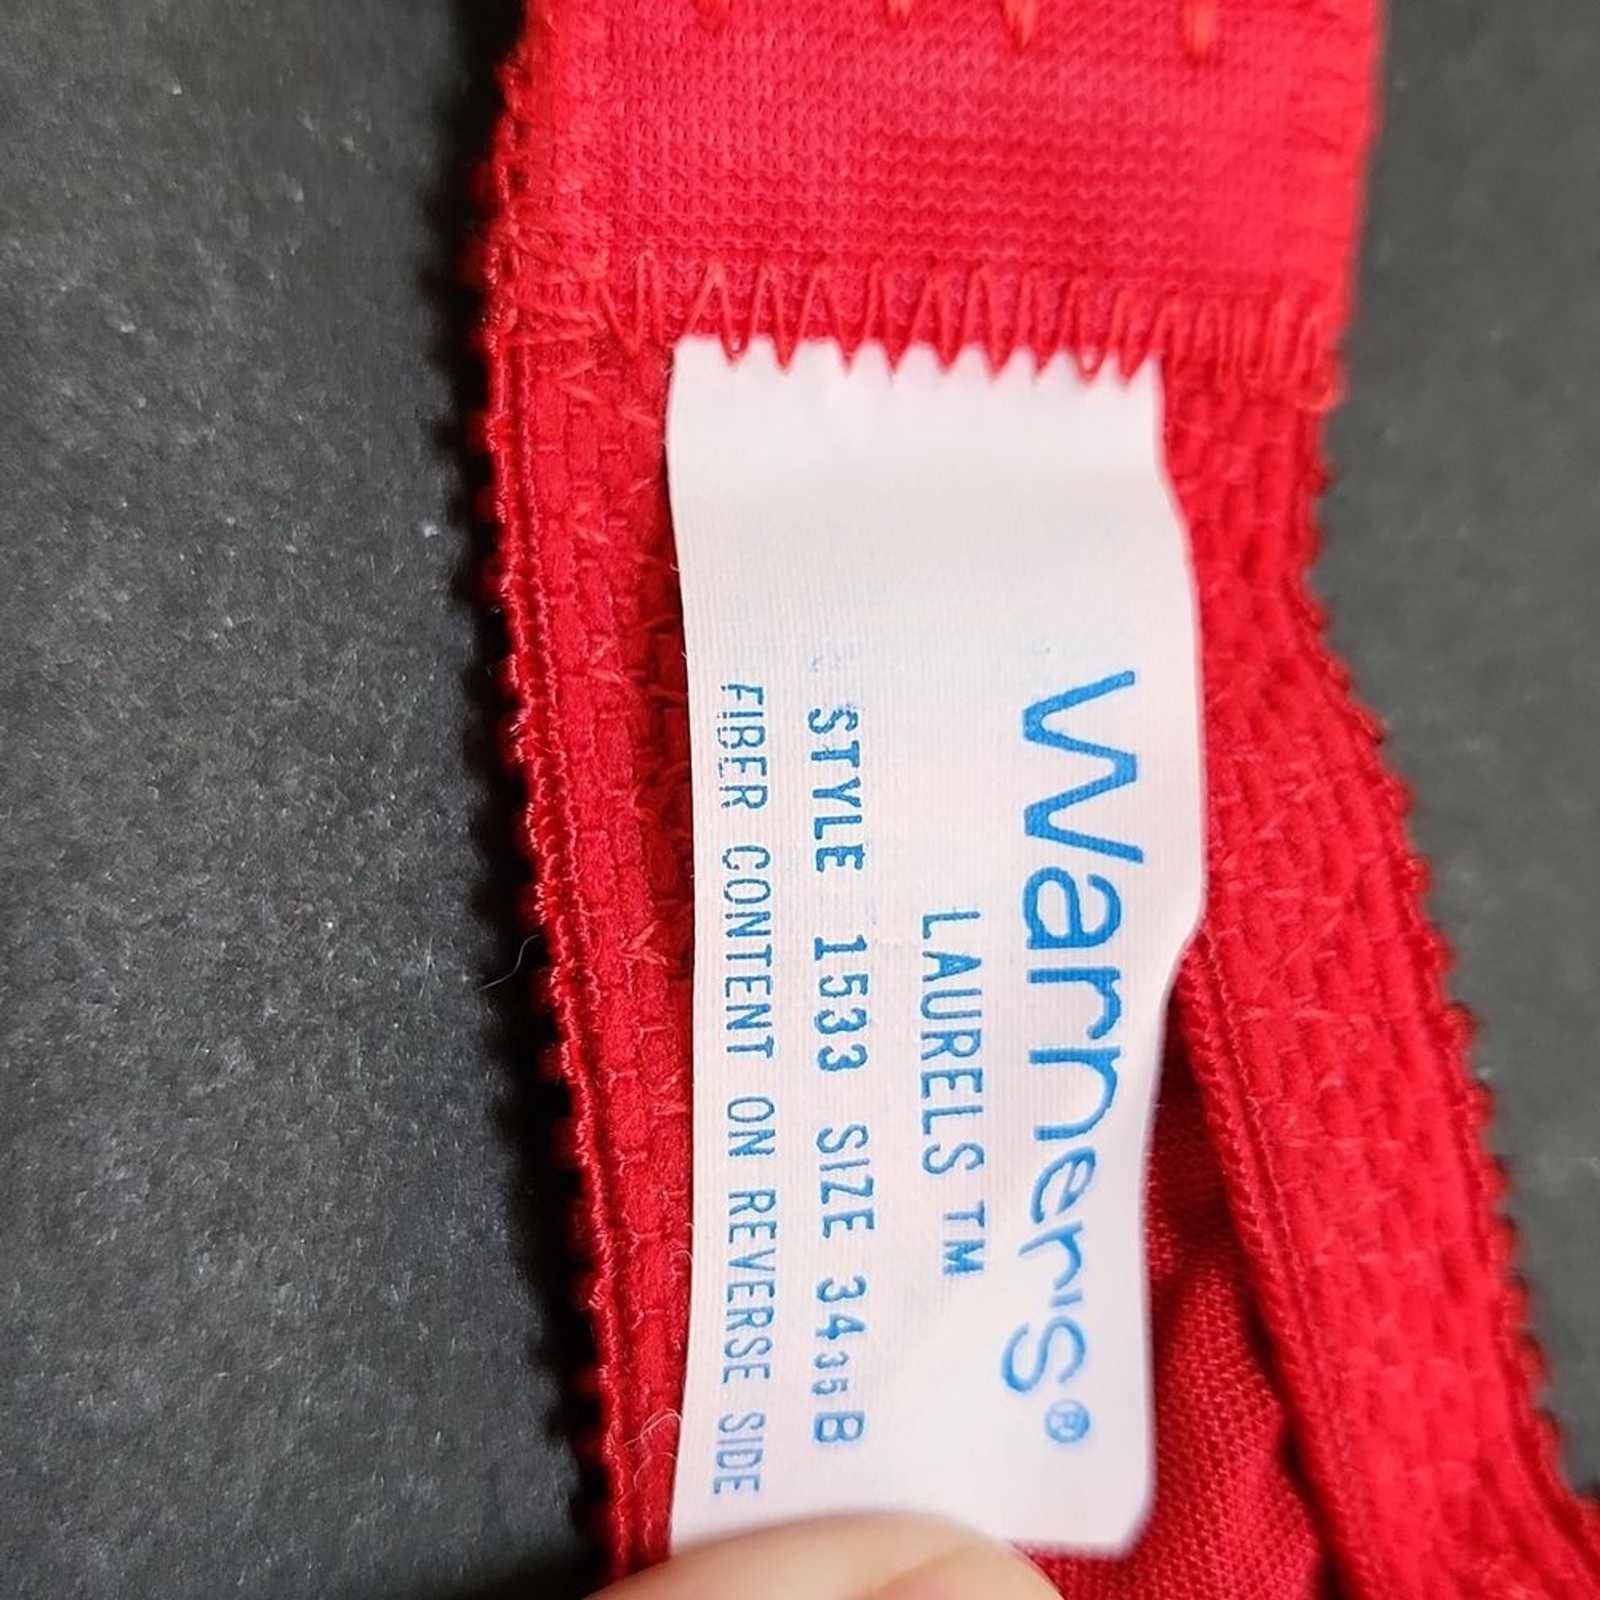 Warner's®
LAURELS TM
STYLE 1533 SIZE 34 35 B
FIBER CONTENT ON REVERSE SIDE